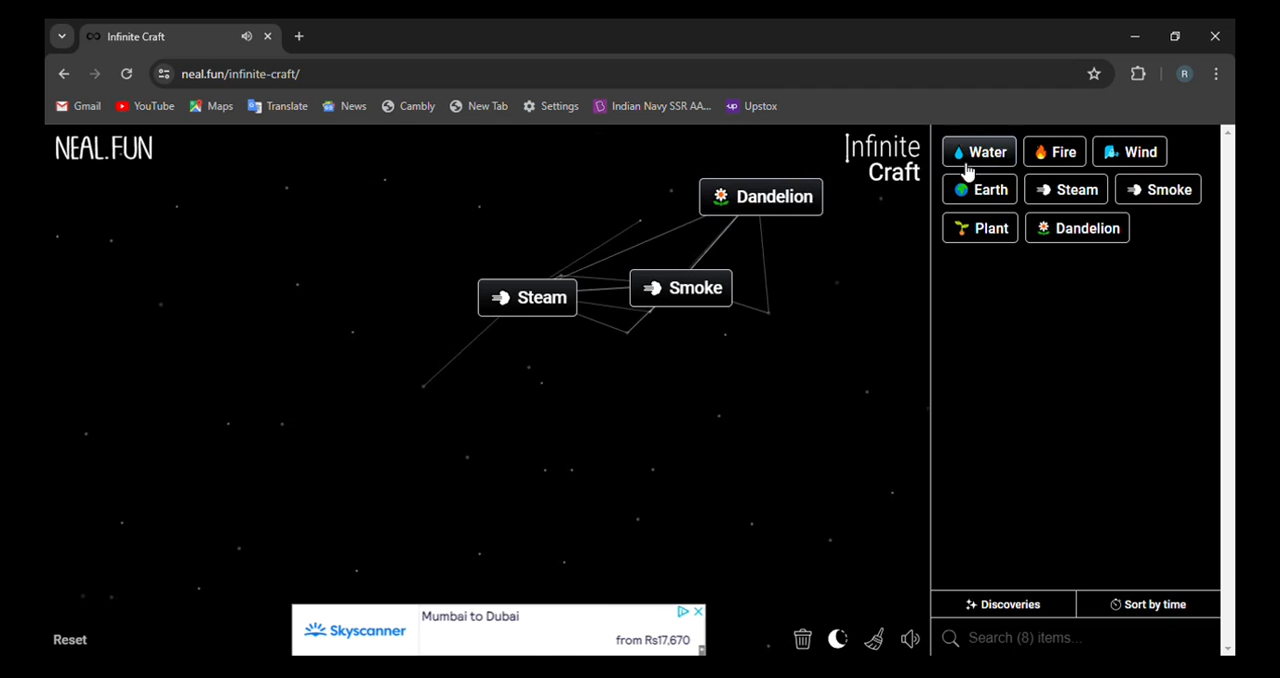 Infinite Craft
neal.fun/infinite-craft/
R
Gmail YouTube Maps Translate News Cambly New Tab Settings Indian Navy SSR AA... up Upstox
NEAL.FUN
Infinite
Craft
Water Fire Wind
Earth Steam Smoke
Plant Dandelion
Dandelion
Steam
Smoke
Discoveries Sort by time
Search (8) items...
Skyscanner
Mumbai to Dubai
from Rs17,670
Reset